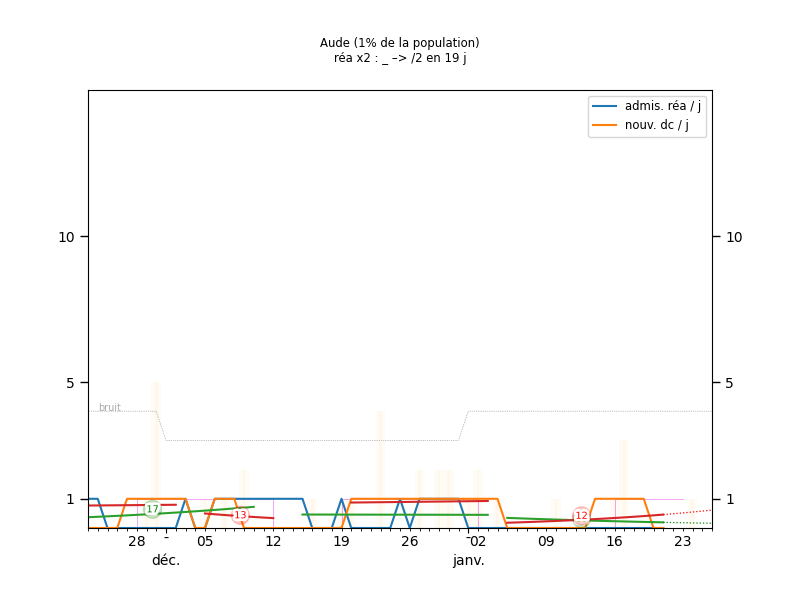 Aude (1% de la population)
réa x2 : _ –> /2 en 19 j
admis. réa / j
nouv. dc / j
10 10
5 5
bruit
1 1
17 13 12
28 05 12 19 26 02 09 16 23
déc. janv.